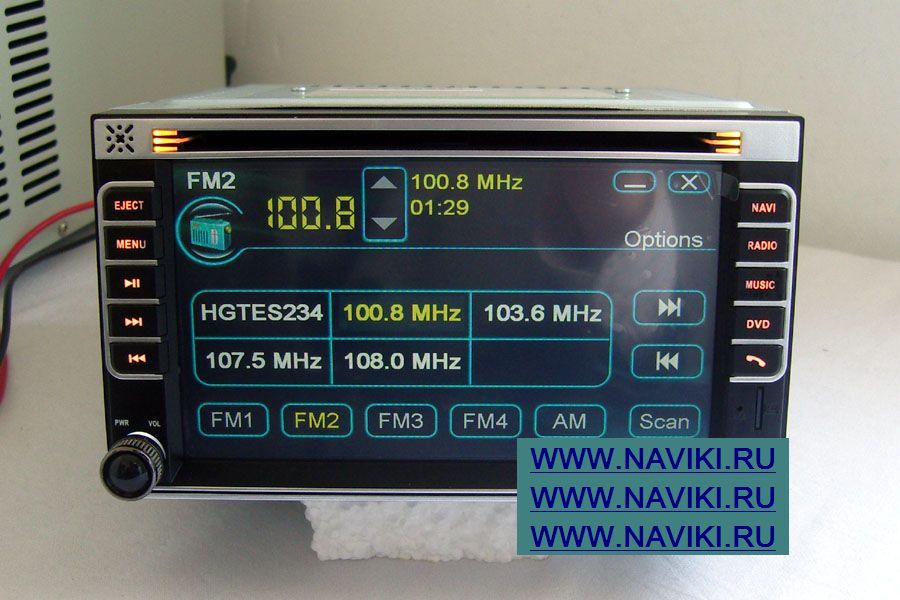 FM2
100.8
100.8 MHz
01:29
Options
HGTES234 100.8 MHz 103.6 MHz
107.5 MHz 108.0 MHz
FM1 FM2 FM3 FM4 AM Scan
EJECT
MENU
PWR VOL
NAVI
RADIO
MUSIC
DVD
WWW.NAVIKI.RU
WWW.NAVIKI.RU
WWW.NAVIKI.RU